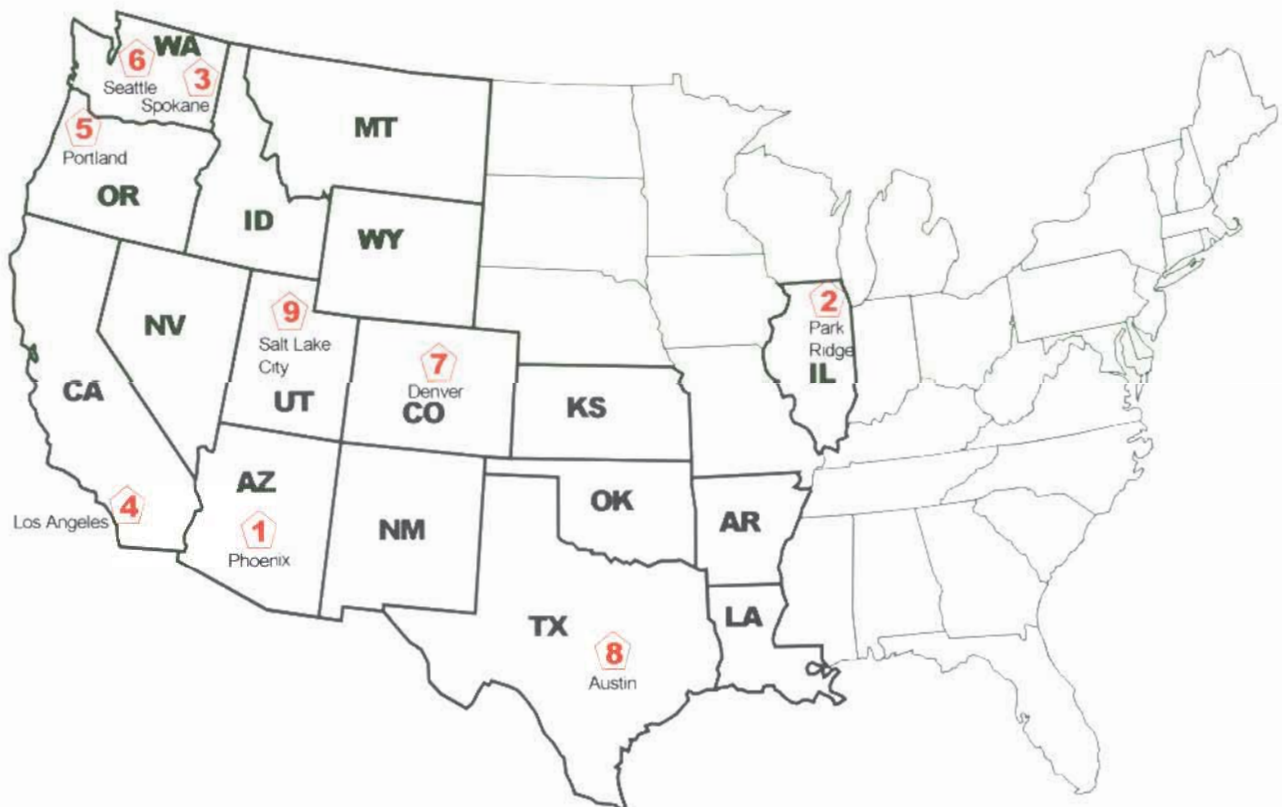 WA
6
Seattle
3
Spokane
5
Portland
OR
MT
ID
WY
NV
9
Salt Lake
City
UT
7
Denver
CO
2
Park
Ridge
IL
CA
KS
4
Los Angeles
AZ
1
Phoenix
NM
OK
AR
TX
8
Austin
LA